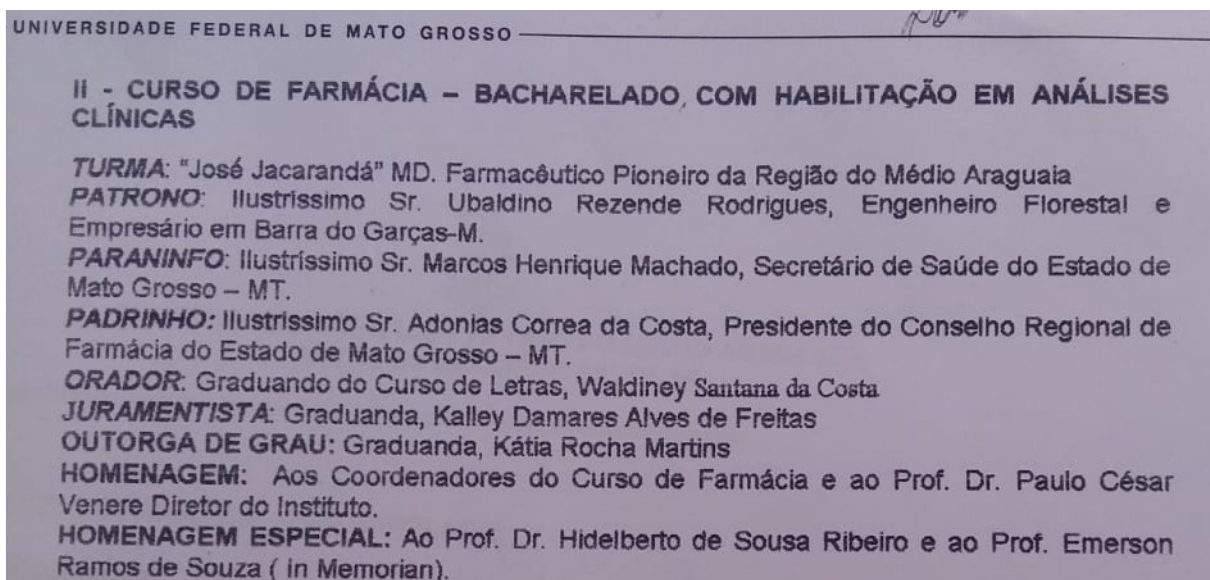 UNIVERSIDADE FEDERAL DE MATO GROSSO
II - CURSO DE FARMÁCIA – BACHARELADO, COM HABILITAÇÃO EM ANÁLISES
CLÍNICAS
TURMA: "José Jacarandá" MD. Farmacêutico Pioneiro da Região do Médio Araguaia
PATRONO: Ilustríssimo Sr. Ubaldino Rezende Rodrigues, Engenheiro Florestal e
Empresário em Barra do Garças-M.
PARANINFO: Ilustríssimo Sr. Marcos Henrique Machado, Secretário de Saúde do Estado de
Mato Grosso – MT.
PADRINHO: Ilustríssimo Sr. Adonias Correa da Costa, Presidente do Conselho Regional de
Farmácia do Estado de Mato Grosso – MT.
ORADOR: Graduando do Curso de Letras, Waldiney Santana da Costa
JURAMENTISTA: Graduanda, Kalley Damares Alves de Freitas
OUTORGA DE GRAU: Graduanda, Kátia Rocha Martins
HOMENAGEM: Aos Coordenadores do Curso de Farmácia e ao Prof. Dr. Paulo César
Venere Diretor do Instituto.
HOMENAGEM ESPECIAL: Ao Prof. Dr. Hidelberto de Sousa Ribeiro e ao Prof. Emerson
Ramos de Souza ( in Memorian).